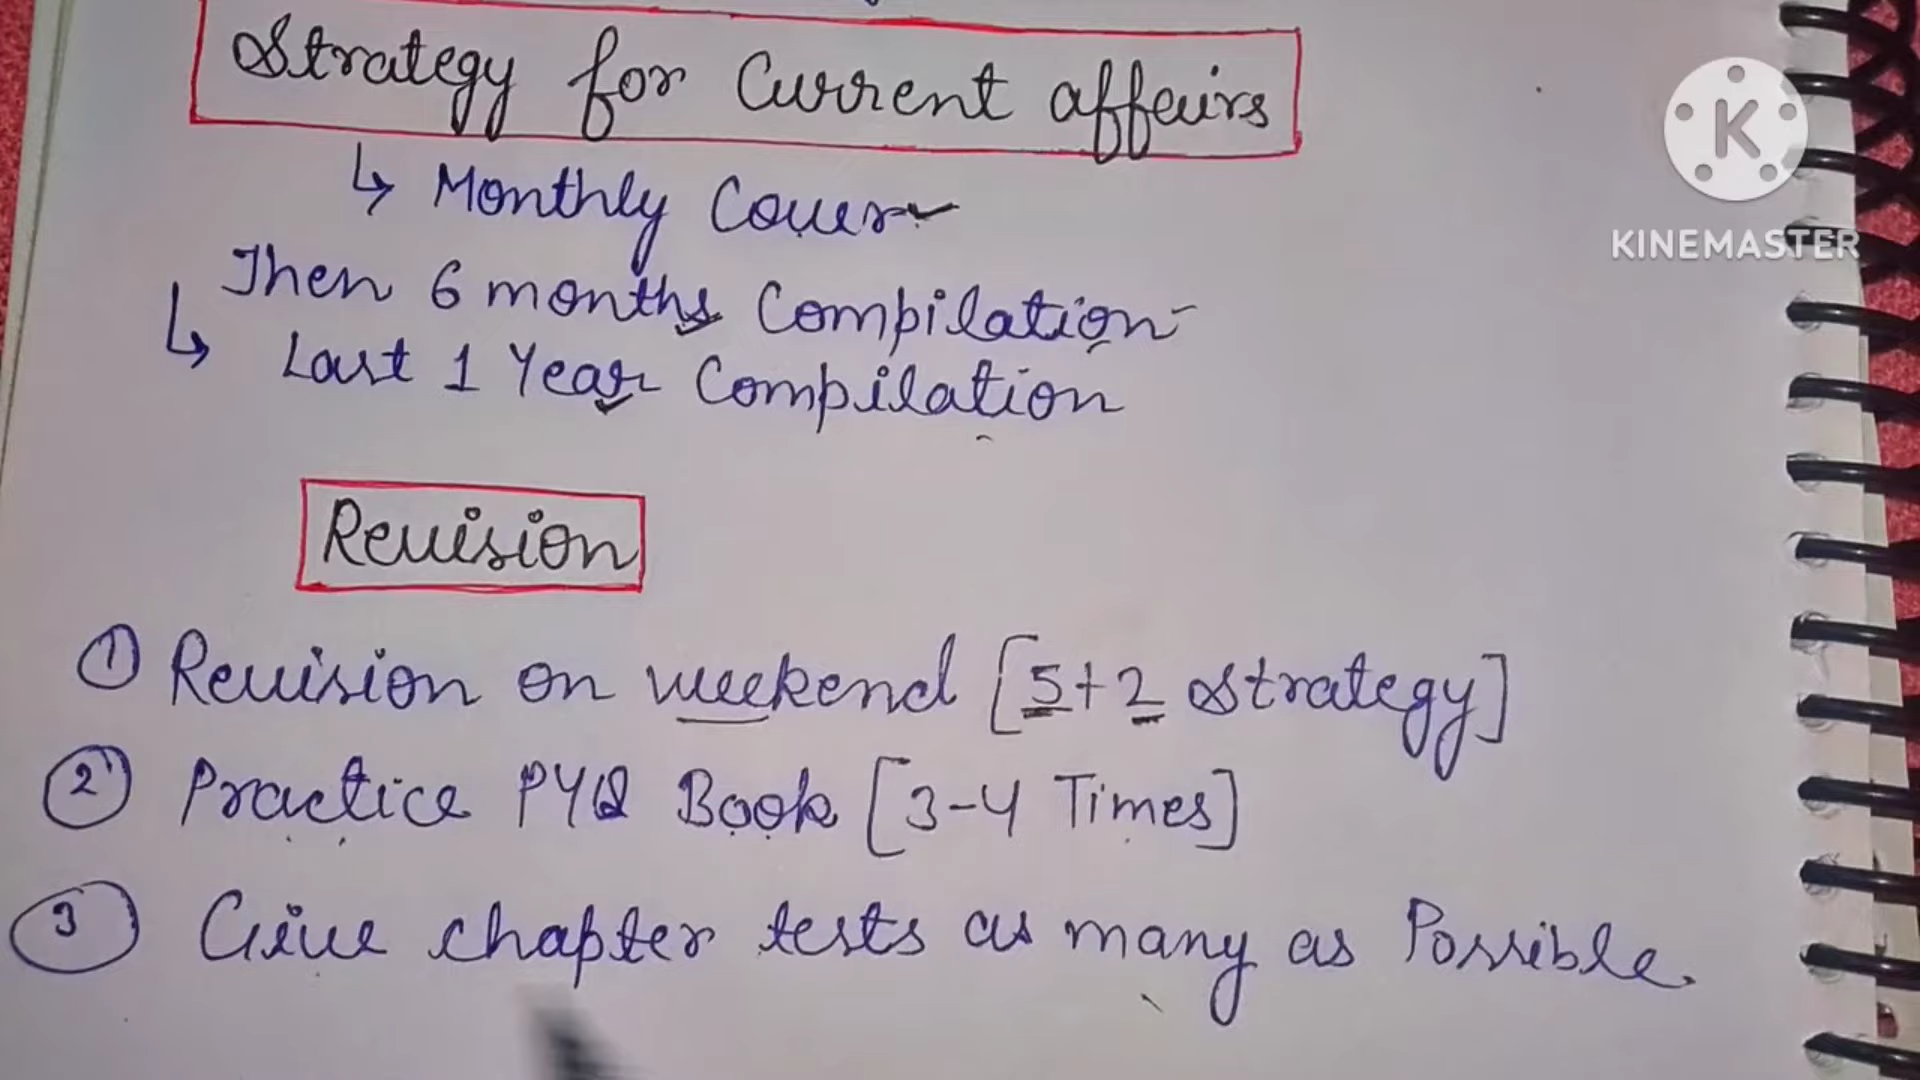 Strategy for Current affairs
↳ Monthly Cover
Then 6 months Compilation
↳ Last 1 Year Compilation
Revision
① Revision on weekend [5+2 Strategy]
② Practice PYQ Book [3-4 Times]
③ Give chapter tests as many as Possible.
K
KINEMASTER